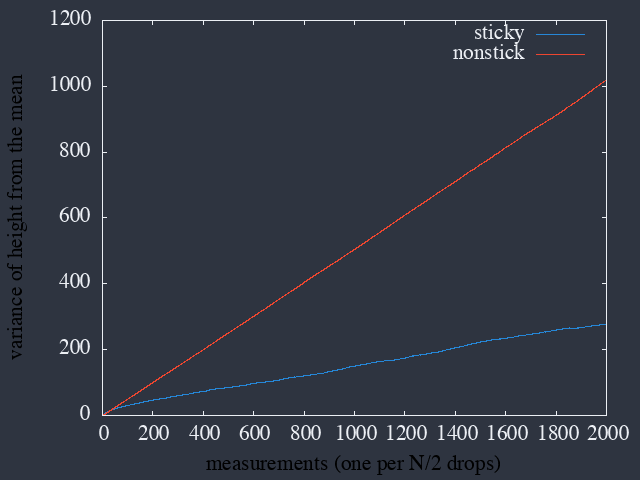 1200
1000
800
600
400
200
0
variance of height from the mean
sticky
nonstick
0 200 400 600 800 1000 1200 1400 1600 1800 2000
measurements (one per N/2 drops)